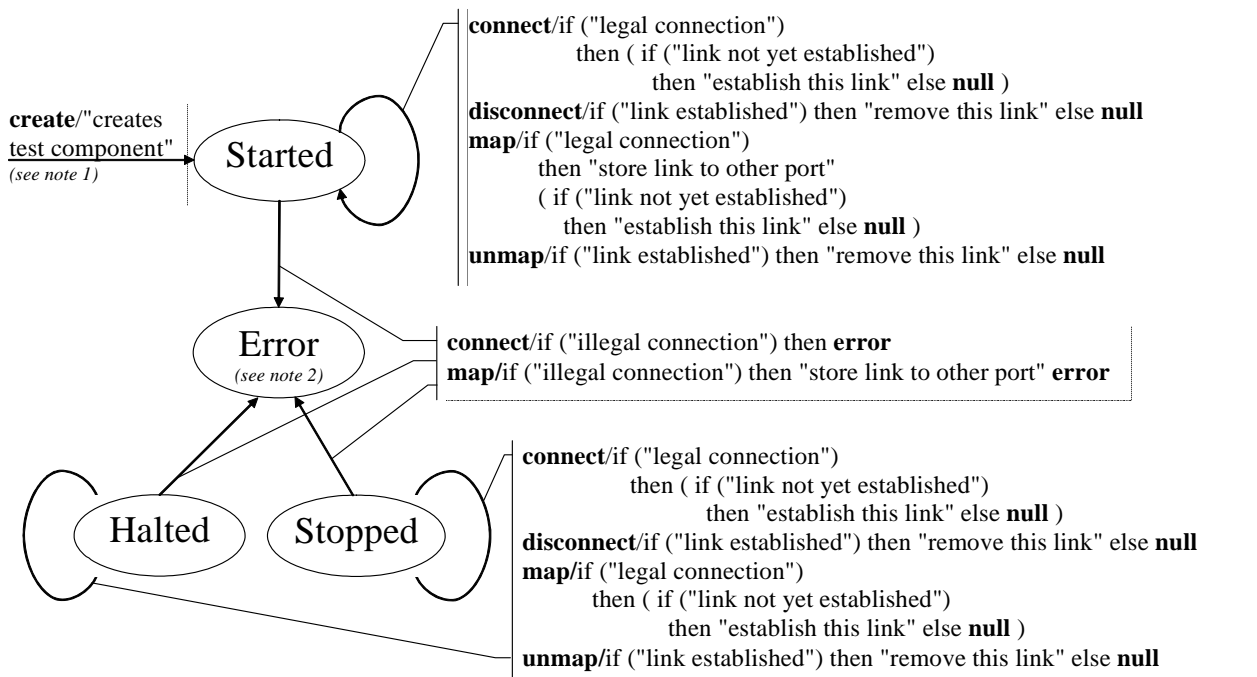 connect/if ("legal connection")
then ( if ("link not yet established")
then "establish this link" else null )
disconnect/if ("link established") then "remove this link" else null
map/if ("legal connection")
then "store link to other port"
( if ("link not yet established")
then "establish this link" else null )
unmap/if ("link established") then "remove this link" else null
create/"creates
test component"
(see note 1)
Started
Error
(see note 2)
connect/if ("illegal connection") then error
map/if ("illegal connection") then "store link to other port" error
Halted
Stopped
connect/if ("legal connection")
then ( if ("link not yet established")
then "establish this link" else null )
disconnect/if ("link established") then "remove this link" else null
map/if ("legal connection")
then ( if ("link not yet established")
then "establish this link" else null )
unmap/if ("link established") then "remove this link" else null